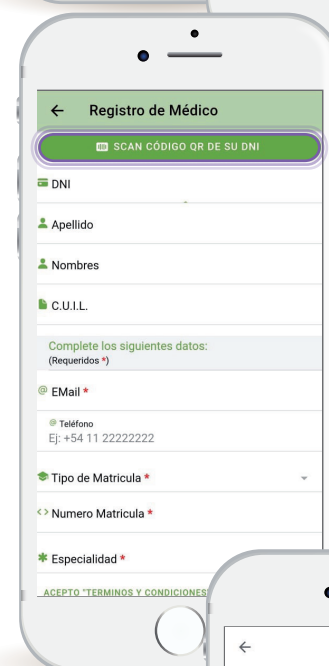 Registro de Médico
SCAN CÓDIGO QR DE SU DNI
DNI
Apellido
Nombres
C.U.I.L.
Complete los siguientes datos:
(Requeridos *)
@ EMail *
@ Teléfono
Ej: +54 11 22222222
Tipo de Matricula *
Numero Matricula *
Especialidad *
ACEPTO "TERMINOS Y CONDICIONES